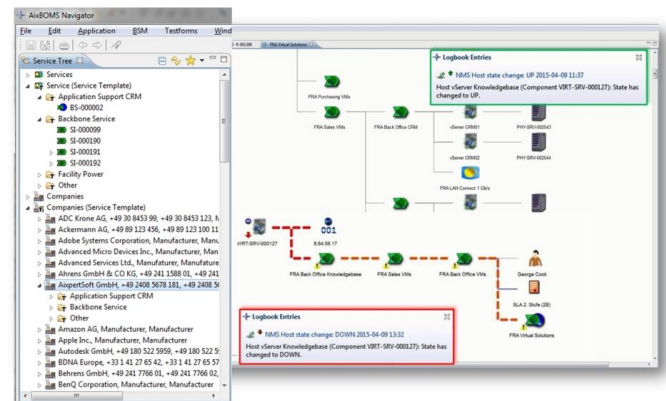 AixBOMS Navigator
File Edit Application BSM Testforms Wind
Service Tree
Services
Service (Service Template)
Application Support CRM
BS-000002
Backbone Service
SI-000099
SI-000190
SI-000191
SI-000192
Facility Power
Other
Companies
Companies (Service Template)
ADC Krone AG, +49 30 8453 99, +49 30 8453 123, M
Ackermann AG, +49 89 123 456, +49 89 123 100 11
Adobe Systems Corporation, Manufacturer, Manu
Advanced Micro Devices Inc., Manufacturer, Man
Advanced Services Ltd., Manufaturer, Manufature
Ahrens GmbH & CO KG, +49 241 1588 01, +49 241
AixpertSoft GmbH, +49 2408 5678 181, +49 2408 56
Application Support CRM
Backbone Service
Other
Amazon AG, Manufacturer, Manufacturer
Apple Inc., Manufacturer, Manufacturer
Autodesk GmbH, +49 180 522 5959, +49 180 522 5
BDNA Europe, +33 1 41 27 65 42, +33 1 41 27 65 57
Behrens GmbH, +49 241 7766 01, +49 241 7766 02,
BenQ Corporation, Manufacturer, Manufacturer
FRA Virtual Solutions
Logbook Entries
NMS Host state change: UP 2015-04-09 11:37
Host vServer Knowledgebase (Component VIRT-SRV-000127): State has
changed to UP.
FRA Purchasing VMs
FRA Sales VMs
FRA Back Office CRM
vServer CRM01
PHY-SRV-002643
vServer CRM02
PHY-SRV-002644
FRA LAN Connect 1 Gb/s
001
VIRT-SRV-000127
8.64.58.17
FRA Back Office Knowledgebase
FRA Sales VMs
FRA Back Office VMs
George Cook
SLA 2. Stufe (2B)
FRA Virtual Solutions
Logbook Entries
NMS Host state change: DOWN 2015-04-09 13:32
Host vServer Knowledgebase (Component VIRT-SRV-000127): State has
changed to DOWN.